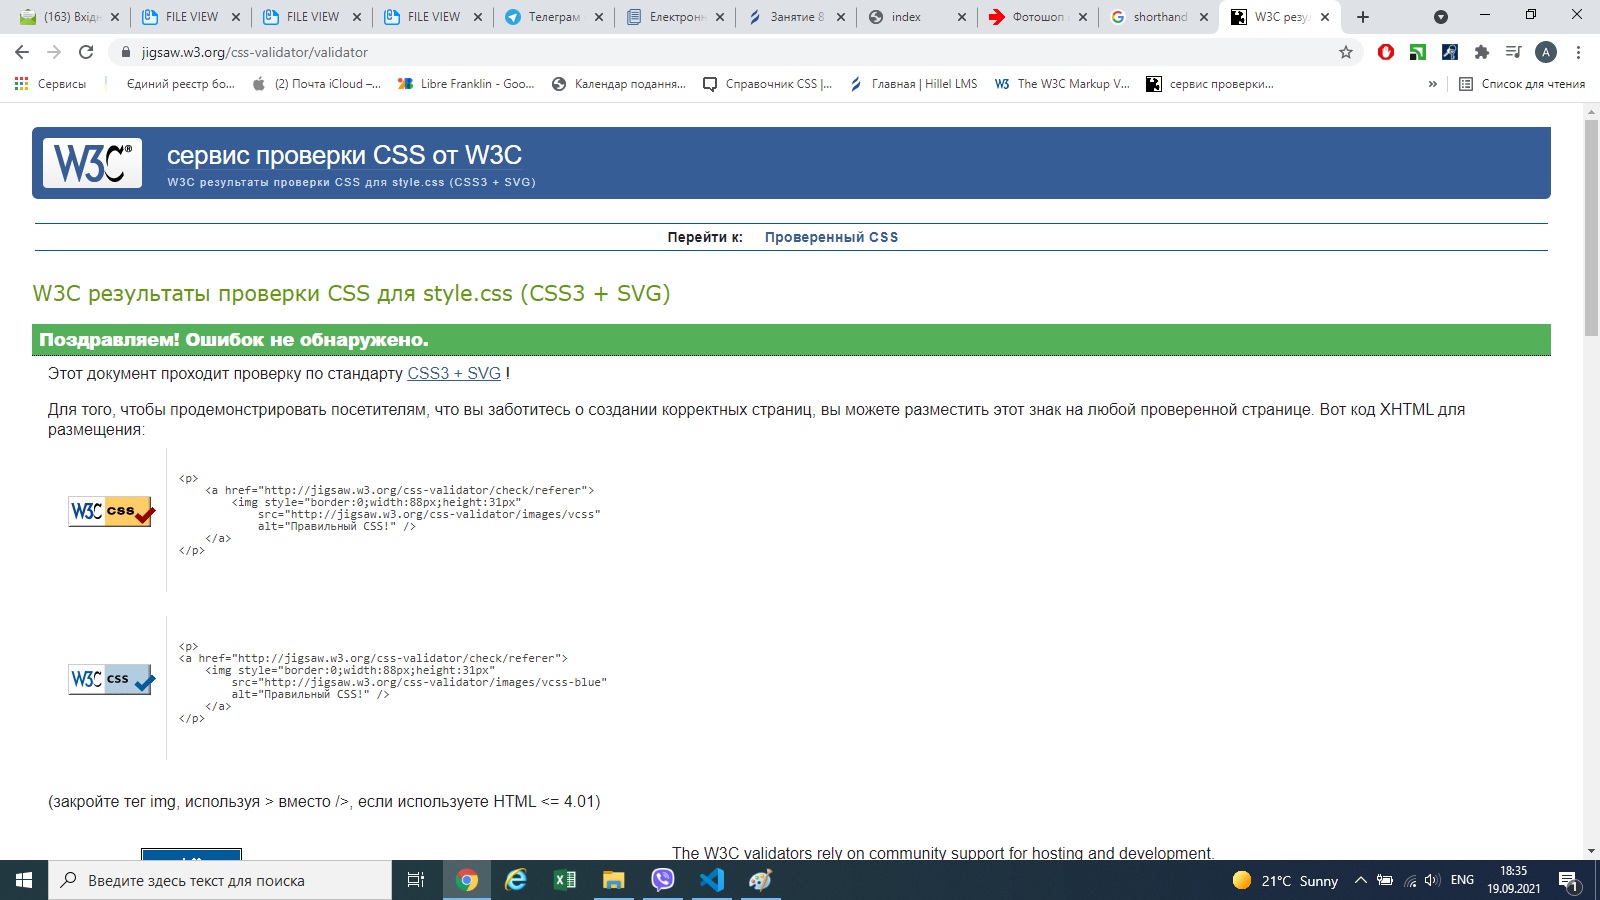 (163) Вхідн
FILE VIEW
FILE VIEW
FILE VIEW
Телеграм
Електронн
Занятие 8
index
Фотошоп
shorthand
W3C резул
jigsaw.w3.org/css-validator/validator
A
Сервисы
Єдиний реєстр бо...
(2) Почта iCloud –...
Libre Franklin - Goo...
Календар подання...
Справочник CSS |...
Главная | Hillel LMS
W3 The W3C Markup V...
сервис проверки...
»
Список для чтения
W3C®
сервис проверки CSS от W3C
W3C результаты проверки CSS для style.css (CSS3 + SVG)
Перейти к: Проверенный CSS
W3C результаты проверки CSS для style.css (CSS3 + SVG)
Поздравляем! Ошибок не обнаружено.
Этот документ проходит проверку по стандарту CSS3 + SVG !
Для того, чтобы продемонстрировать посетителям, что вы заботитесь о создании корректных страниц, вы можете разместить этот знак на любой проверенной странице. Вот код XHTML для
размещения:
W3C css
<p>
<a href="http://jigsaw.w3.org/css-validator/check/referer">
<img style="border:0;width:88px;height:31px"
src="http://jigsaw.w3.org/css-validator/images/vcss"
alt="Правильный CSS!" />
</a>
</p>
W3C css
<p>
<a href="http://jigsaw.w3.org/css-validator/check/referer">
<img style="border:0;width:88px;height:31px"
src="http://jigsaw.w3.org/css-validator/images/vcss-blue"
alt="Правильный CSS!" />
</a>
</p>
(закройте тег img, используя > вместо />, если используете HTML <= 4.01)
The W3C validators rely on community support for hosting and development.
Введите здесь текст для поиска
21°C Sunny
ENG
18:35
19.09.2021
1